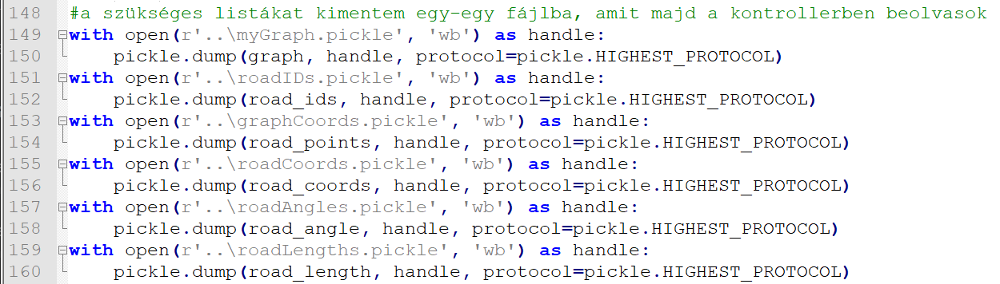 148 #a szükséges listákat kimentem egy-egy fájlba, amit majd a kontrollerben beolvasok
149 with open(r'..\myGraph.pickle', 'wb') as handle:
150     pickle.dump(graph, handle, protocol=pickle.HIGHEST_PROTOCOL)
151 with open(r'..\roadIDs.pickle', 'wb') as handle:
152     pickle.dump(road_ids, handle, protocol=pickle.HIGHEST_PROTOCOL)
153 with open(r'..\graphCoords.pickle', 'wb') as handle:
154     pickle.dump(road_points, handle, protocol=pickle.HIGHEST_PROTOCOL)
155 with open(r'..\roadCoords.pickle', 'wb') as handle:
156     pickle.dump(road_coords, handle, protocol=pickle.HIGHEST_PROTOCOL)
157 with open(r'..\roadAngles.pickle', 'wb') as handle:
158     pickle.dump(road_angle, handle, protocol=pickle.HIGHEST_PROTOCOL)
159 with open(r'..\roadLengths.pickle', 'wb') as handle:
160     pickle.dump(road_length, handle, protocol=pickle.HIGHEST_PROTOCOL)